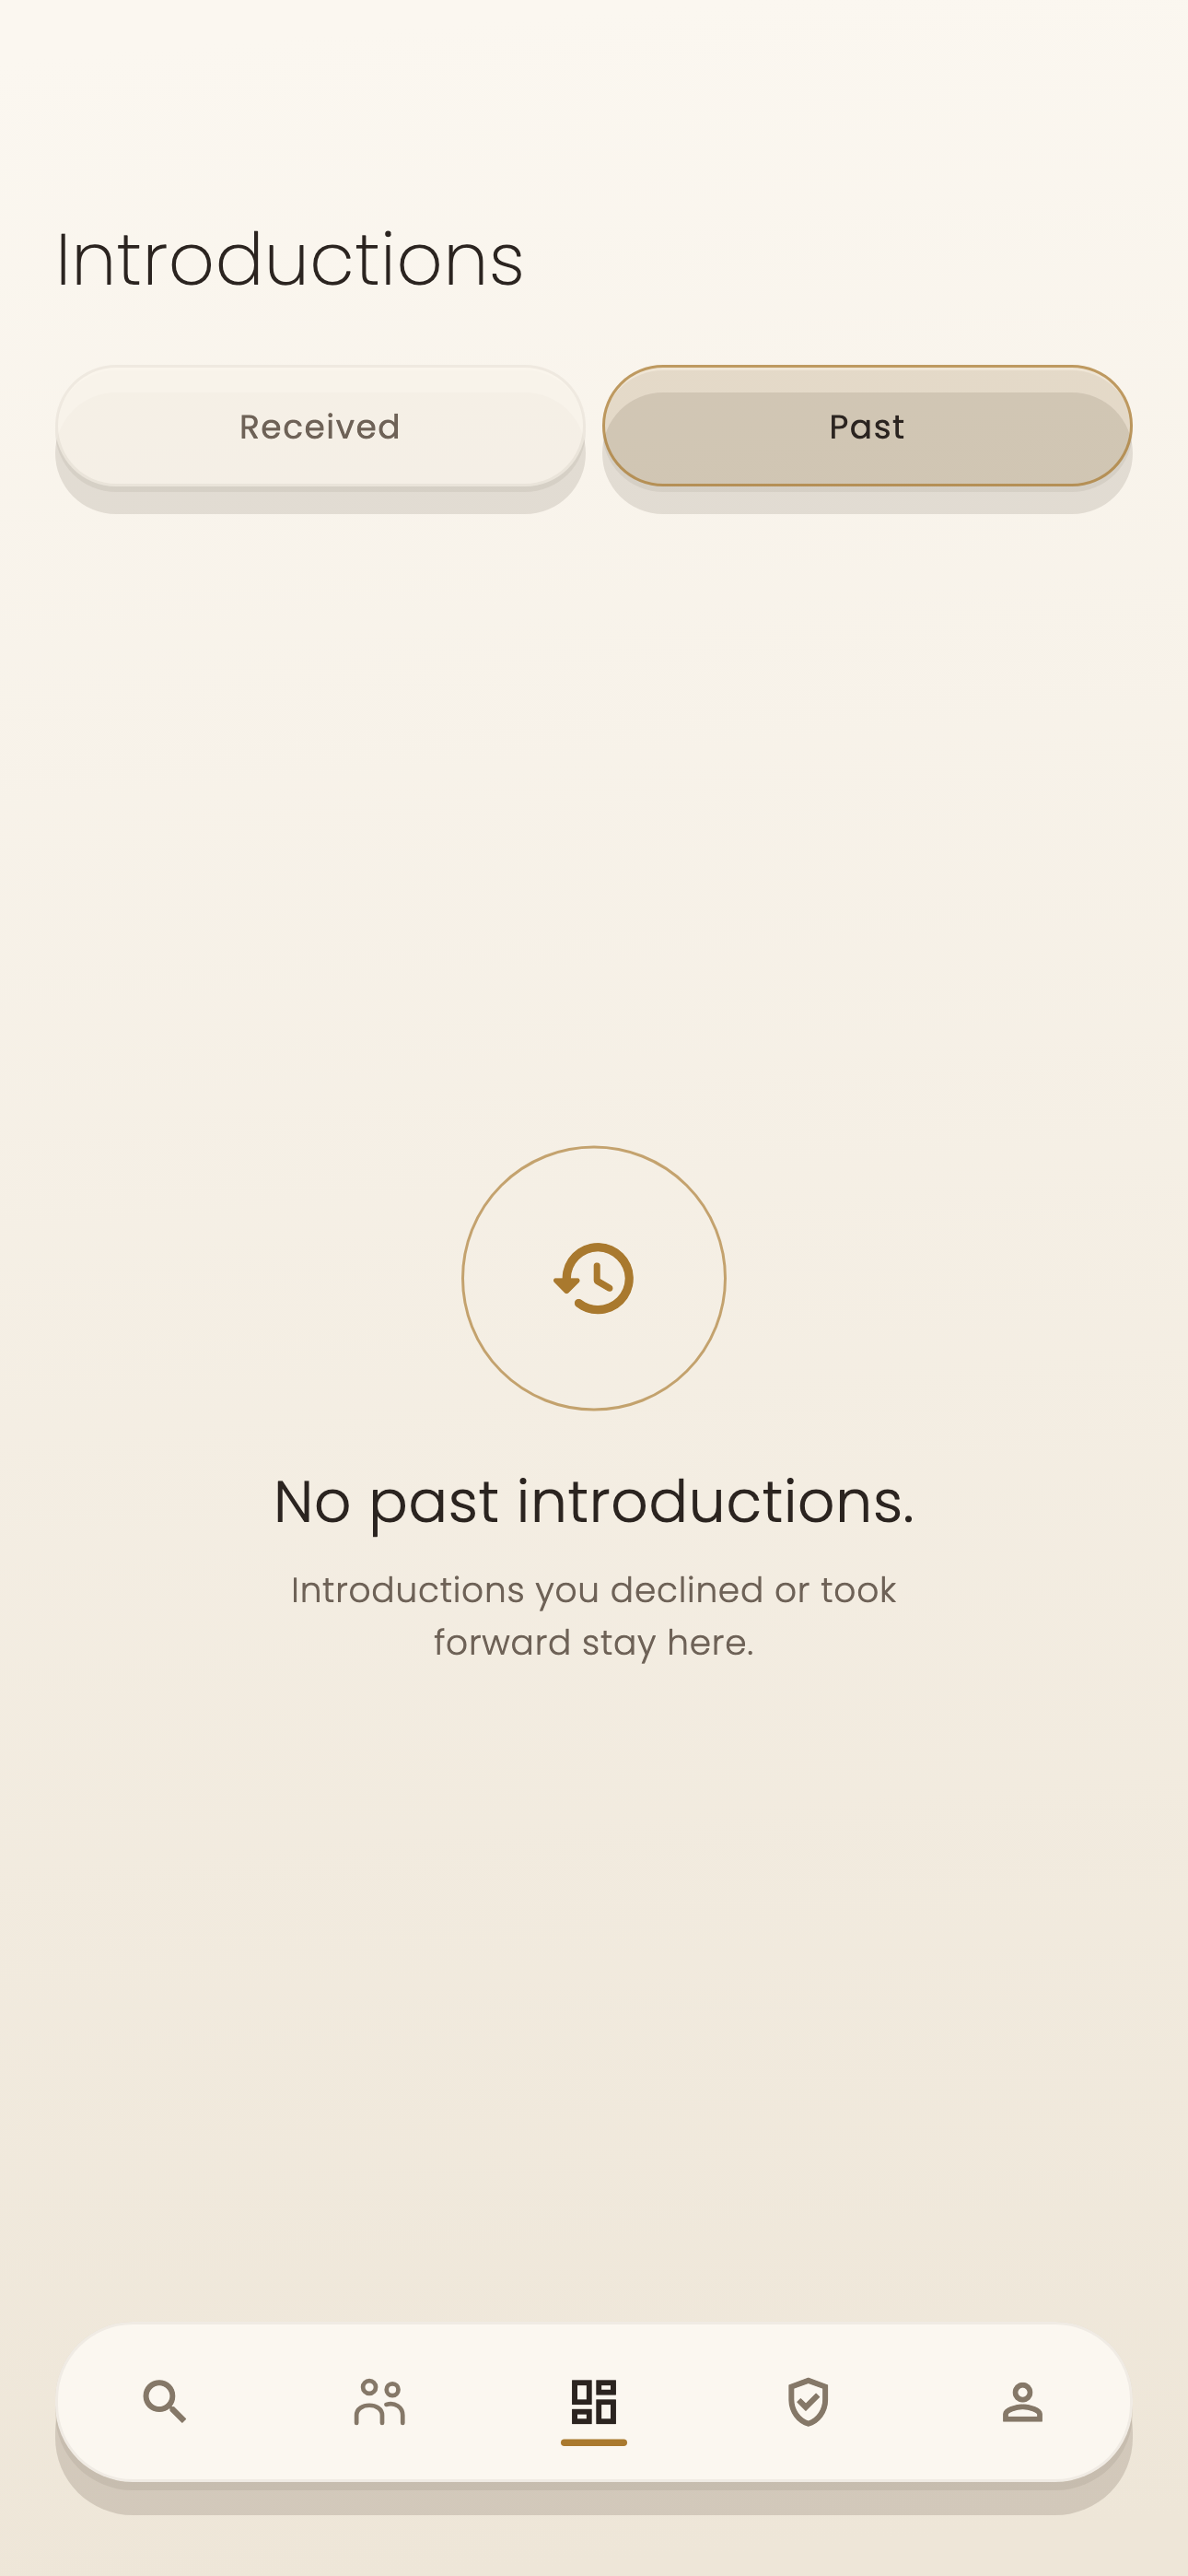 Introductions
Received
Past
No past introductions.
Introductions you declined or took
forward stay here.